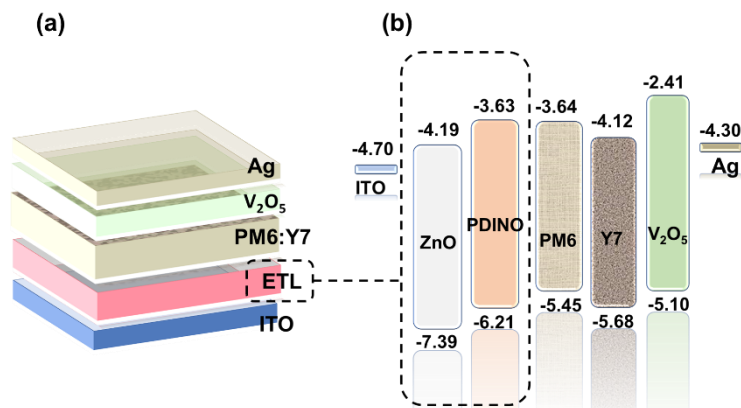 (a)
Ag
V₂O₅
PM6:Y7
ETL
ITO
(b)
-4.70
ITO
-4.19
ZnO
-7.39
-3.63
PDINO
-6.21
-3.64
PM6
-5.45
-4.12
Y7
-5.68
-2.41
V₂O₅
-5.10
-4.30
Ag